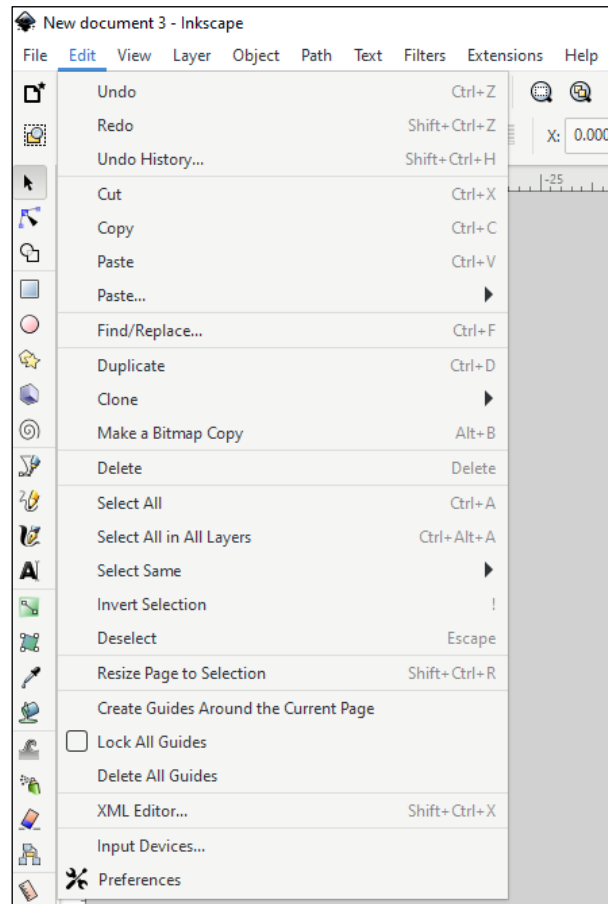 New document 3 - Inkscape
File Edit View Layer Object Path Text Filters Extensions Help
Undo Ctrl+Z
Redo Shift+Ctrl+Z
X: 0.000
Undo History... Shift+Ctrl+H
Cut Ctrl+X
-25
Copy Ctrl+C
Paste Ctrl+V
Paste...
Find/Replace... Ctrl+F
Duplicate Ctrl+D
Clone
Make a Bitmap Copy Alt+B
Delete Delete
Select All Ctrl+A
Select All in All Layers Ctrl+Alt+A
Select Same
Invert Selection !
Deselect Escape
Resize Page to Selection Shift+Ctrl+R
Create Guides Around the Current Page
Lock All Guides
Delete All Guides
XML Editor... Shift+Ctrl+X
Input Devices...
Preferences